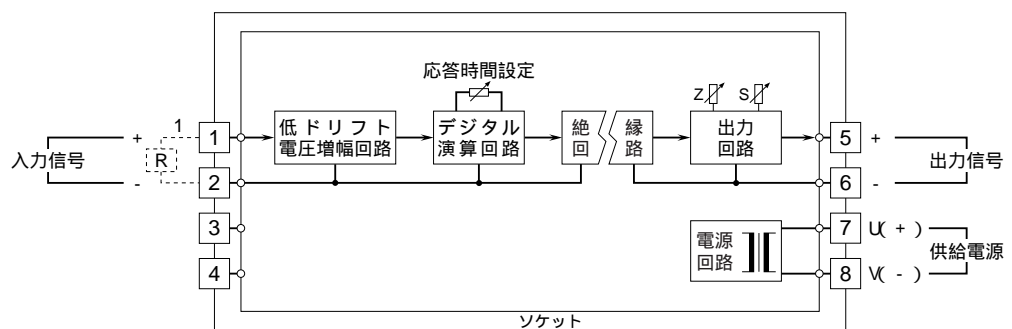 応答時間設定
Z
S
1
+
R
入力信号
-
1
2
3
4
低ドリフト
電圧増幅回路
デジタル
演算回路
絶 縁
回 路
出力
回路
5 +
出力信号
6 -
電源
回路
7 U( + )
供給電源
8 V( - )
ソケット